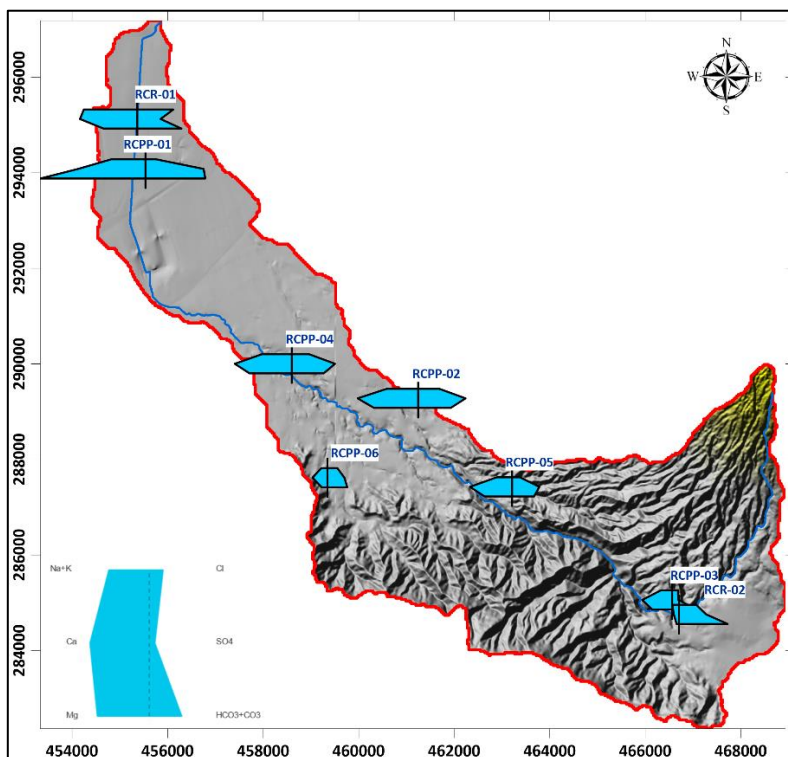 296000
294000
292000
290000
288000
286000
284000
N
W E
S
RCR-01
RCPP-01
RCPP-04
RCPP-02
RCPP-06
RCPP-05
RCPP-03
RCR-02
Na+K Cl
Ca SO4
Mg HCO3+CO3
454000 456000 458000 460000 462000 464000 466000 468000